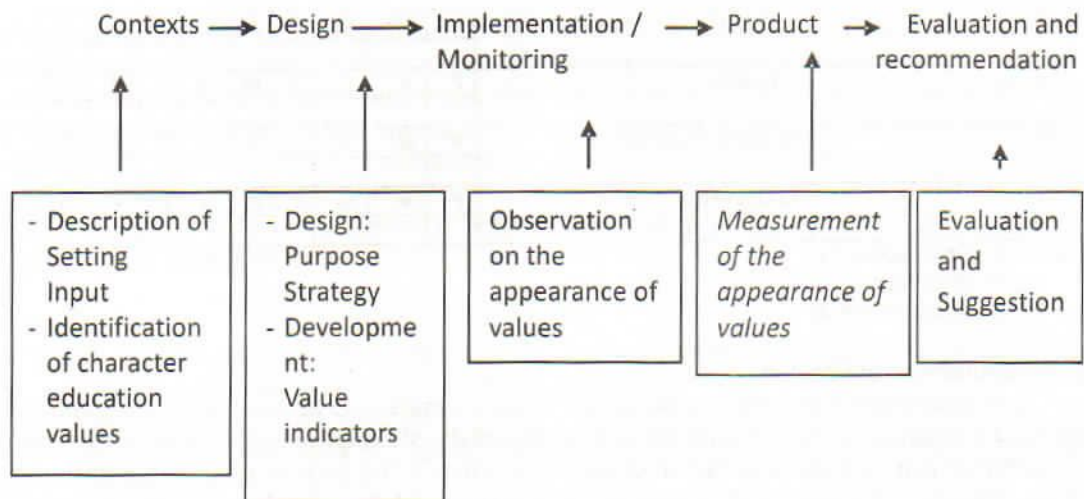 Contexts Design Implementation / Product Evaluation and
Monitoring recommendation
- Description of
Setting
Input
- Identification
of character
education
values
- Design:
Purpose
Strategy
- Developme
nt:
Value
indicators
Observation
on the
appearance of
values
Measurement
of the
appearance of
values
Evaluation
and
Suggestion